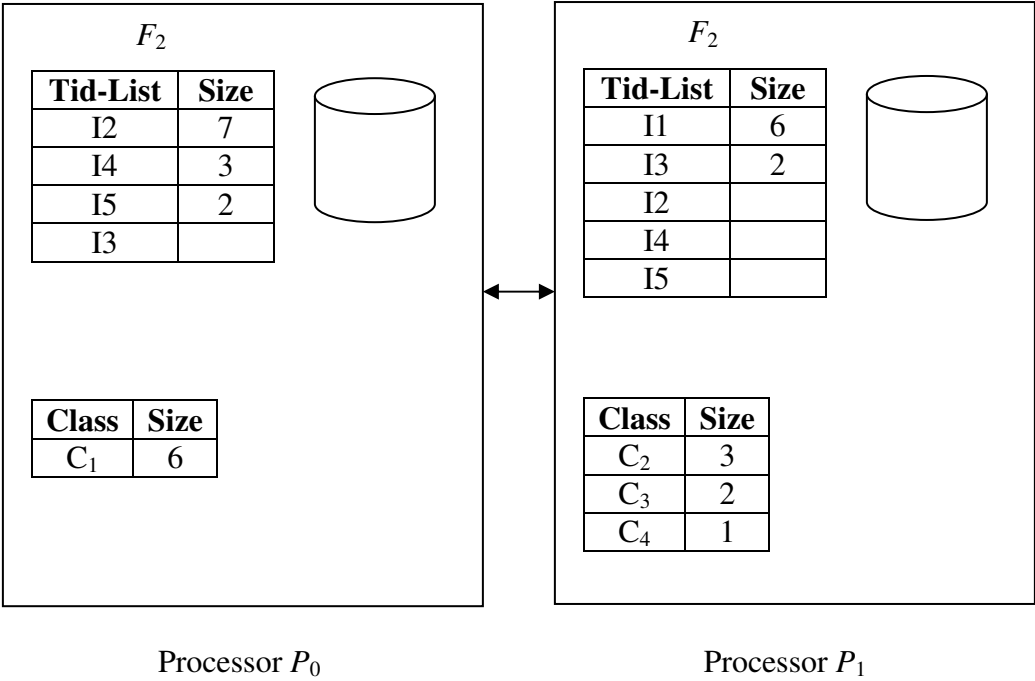 F₂
Tid-List Size
I2 7
I4 3
I5 2
I3
Class Size
C₁ 6
Processor P₀
F₂
Tid-List Size
I1 6
I3 2
I2
I4
I5
Class Size
C₂ 3
C₃ 2
C₄ 1
Processor P₁